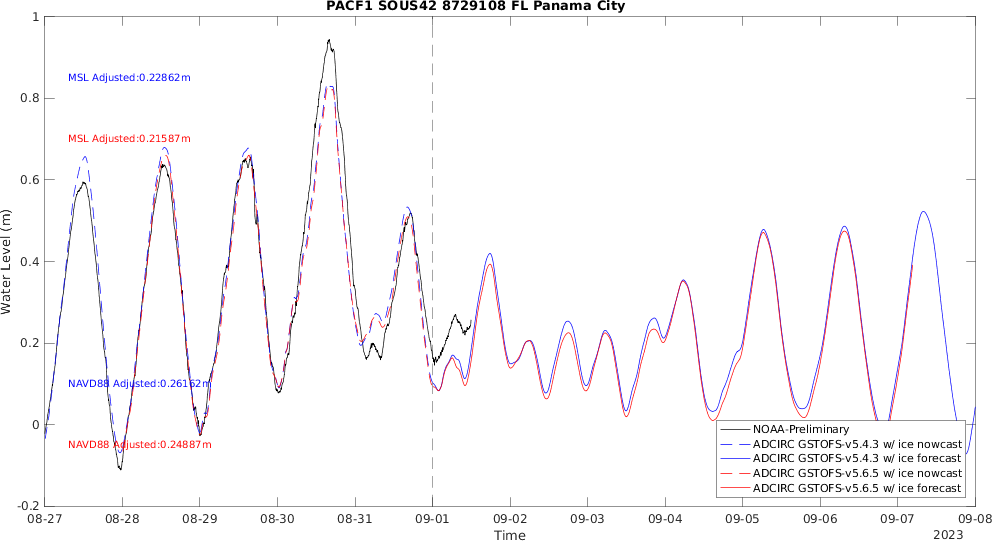 PACF1 SOUS42 8729108 FL Panama City
1
0.8
0.6
0.4
0.2
0
-0.2
Water Level (m)
MSL Adjusted:0.22862m
MSL Adjusted:0.21587m
NAVD88 Adjusted:0.26162m
NAVD88 Adjusted:0.24887m
NOAA-Preliminary
ADCIRC GSTOFS-v5.4.3 w/ ice nowcast
ADCIRC GSTOFS-v5.4.3 w/ ice forecast
ADCIRC GSTOFS-v5.6.5 w/ ice nowcast
ADCIRC GSTOFS-v5.6.5 w/ ice forecast
08-27 08-28 08-29 08-30 08-31 09-01 09-02 09-03 09-04 09-05 09-06 09-07 09-08
Time
2023